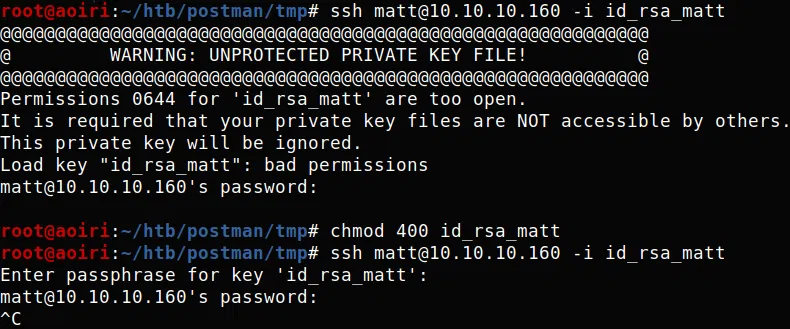 root@aoiri:~/htb/postman/tmp# ssh matt@10.10.10.160 -i id_rsa_matt
@@@@@@@@@@@@@@@@@@@@@@@@@@@@@@@@@@@@@@@@@@@@@@@@@@@@@@@@@@@
@         WARNING: UNPROTECTED PRIVATE KEY FILE!          @
@@@@@@@@@@@@@@@@@@@@@@@@@@@@@@@@@@@@@@@@@@@@@@@@@@@@@@@@@@@
Permissions 0644 for 'id_rsa_matt' are too open.
It is required that your private key files are NOT accessible by others.
This private key will be ignored.
Load key "id_rsa_matt": bad permissions
matt@10.10.10.160's password:
root@aoiri:~/htb/postman/tmp# chmod 400 id_rsa_matt
root@aoiri:~/htb/postman/tmp# ssh matt@10.10.10.160 -i id_rsa_matt
Enter passphrase for key 'id_rsa_matt':
matt@10.10.10.160's password:
^C